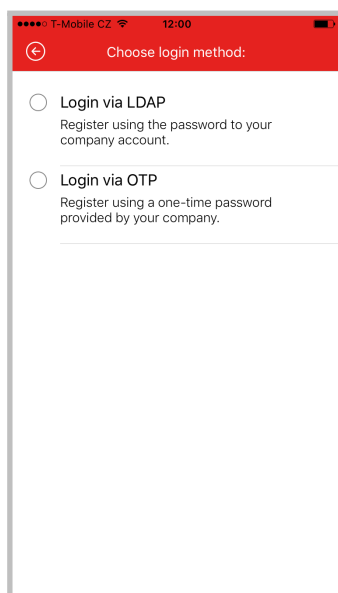 T-Mobile CZ 12:00
Choose login method:
Login via LDAP
Register using the password to your
company account.
Login via OTP
Register using a one-time password
provided by your company.